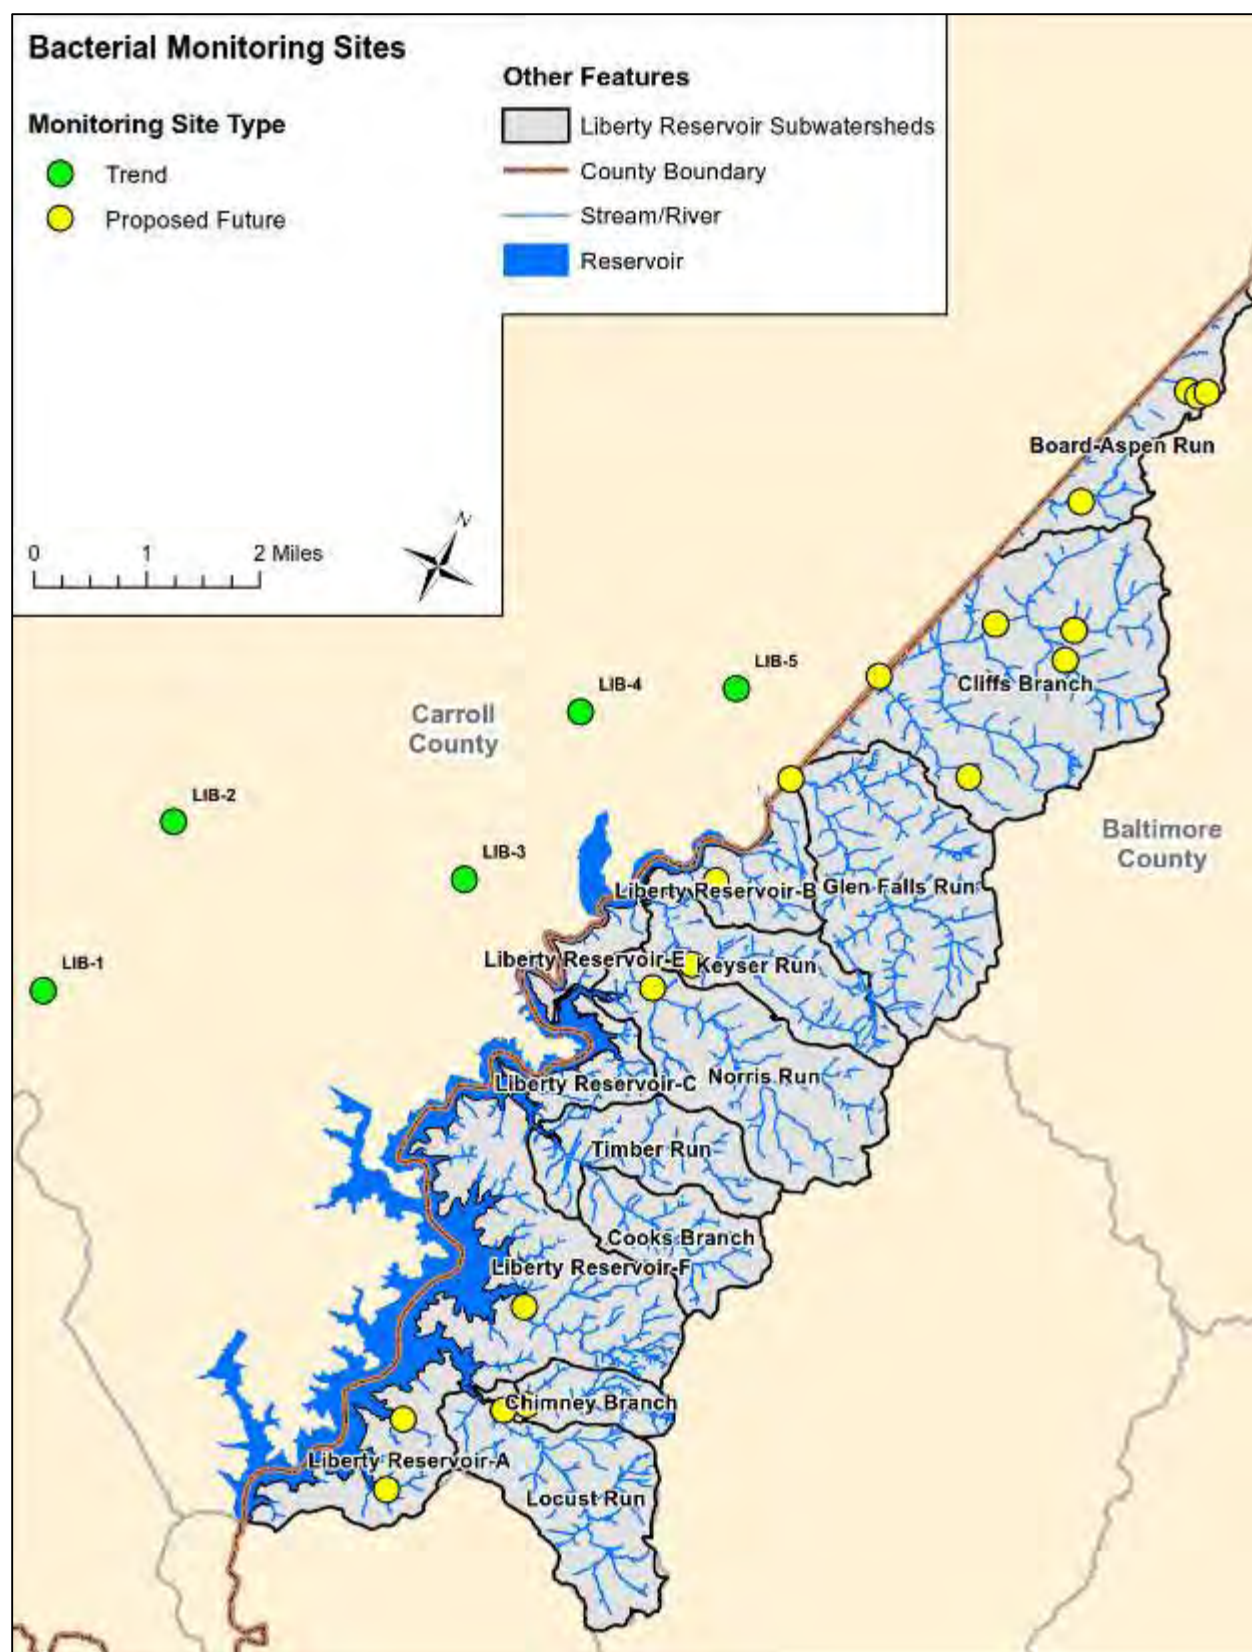 Bacterial Monitoring Sites
Monitoring Site Type
Trend
Proposed Future
Other Features
Liberty Reservoir Subwatersheds
County Boundary
Stream/River
Reservoir
0 1 2 Miles
N
Board-Aspen Run
LIB-5
LIB-4
Cliffs Branch
Carroll
County
LIB-2
Baltimore
County
LIB-3
Liberty Reservoir-B
Glen Falls Run
LIB-1
Liberty Reservoir-E
Keyser Run
Liberty Reservoir-C
Norris Run
Timber Run
Cooks Branch
Liberty Reservoir-F
Chimney Branch
Liberty Reservoir-A
Locust Run